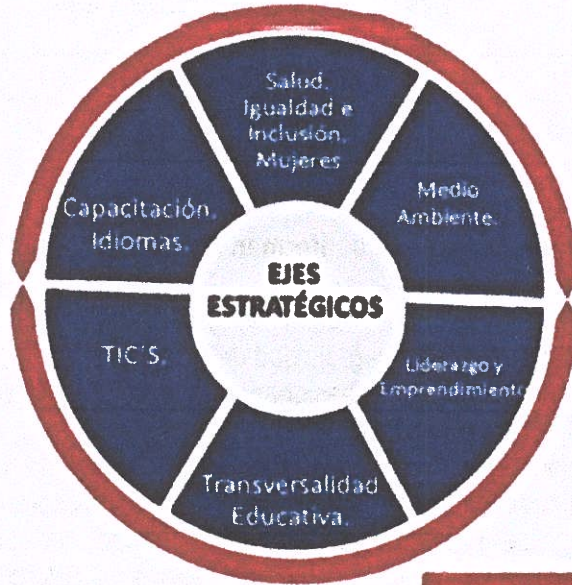 Salud.
Igualdad e
Inclusión.
Mujeres
Medio
Ambiente.
Liderazgo y
Emprendimiento
Transversalidad
Educativa.
TIC´S.
Capacitación.
Idiomas.
EJES
ESTRATÉGICOS